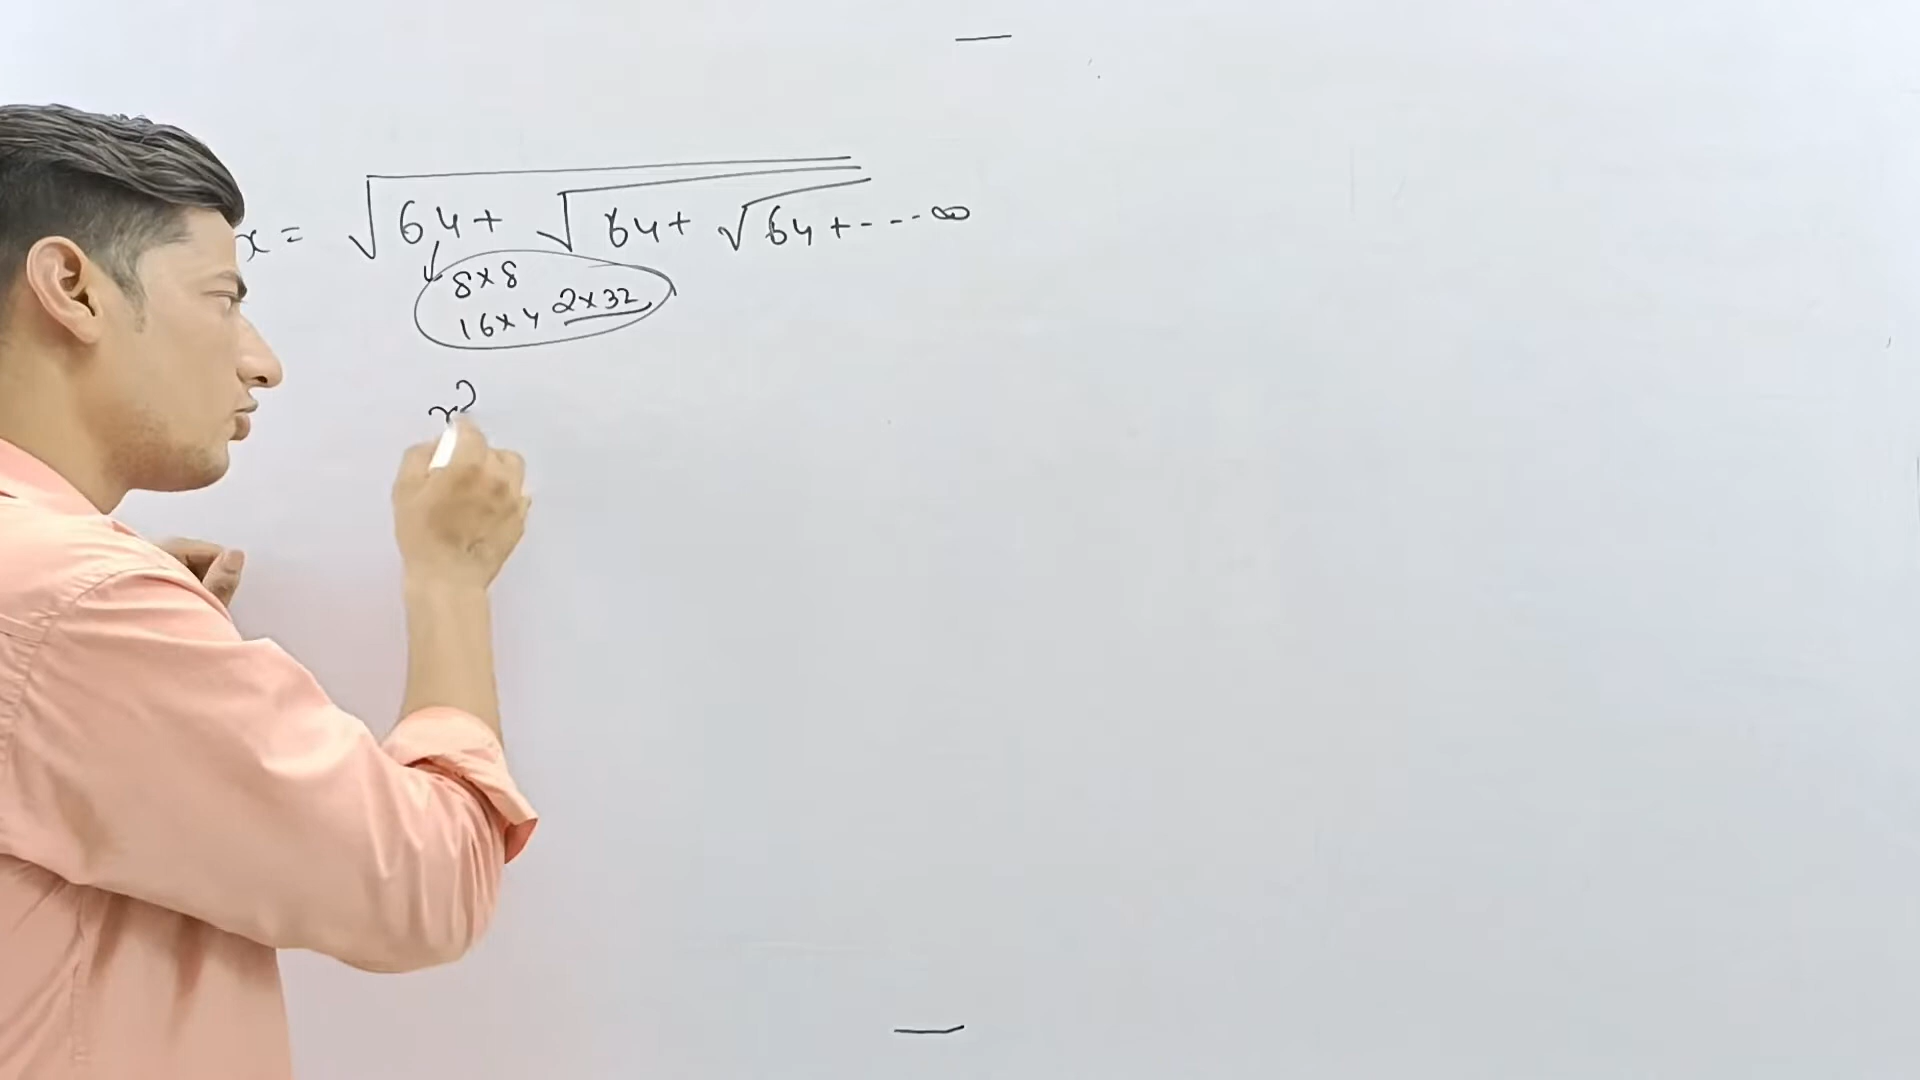 x = √64 + √64 + √64 + - - - - ∞
8 × 8
16 × 4 2 × 32
x²